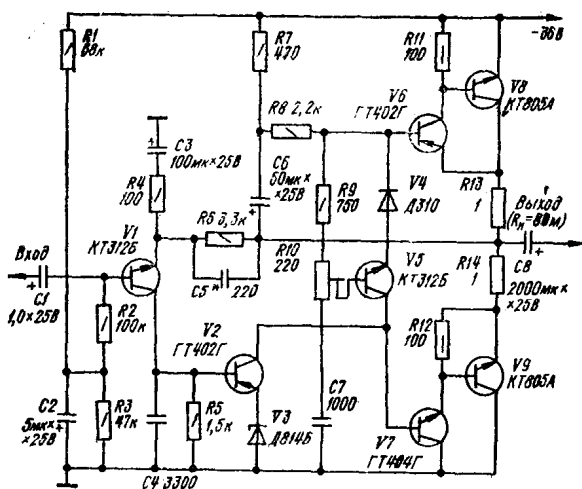 R1
68к
R7
470
R11
100
-36В
V8
КТ805А
V6
ГТ402Г
R8 2,2к
C3
100мк×25В
R4
100
C6
50мк×
×25В
R9
750
V4
Д310
R13
1
Выход
(Rн=8Ом)
V1
КТ312Б
R6 3,3к
Вход
C1
1,0×25В
C5*
220
R10
220
V5
КТ312Б
R14
1
C8
2000мк×
×25В
R2
100к
V2
ГТ402Г
R12
100
V9
КТ805А
C2
5мк×
×25В
R3
47к
R5
1,5к
V3
Д814Б
C7
1000
V7
ГТ404Г
C4 3300